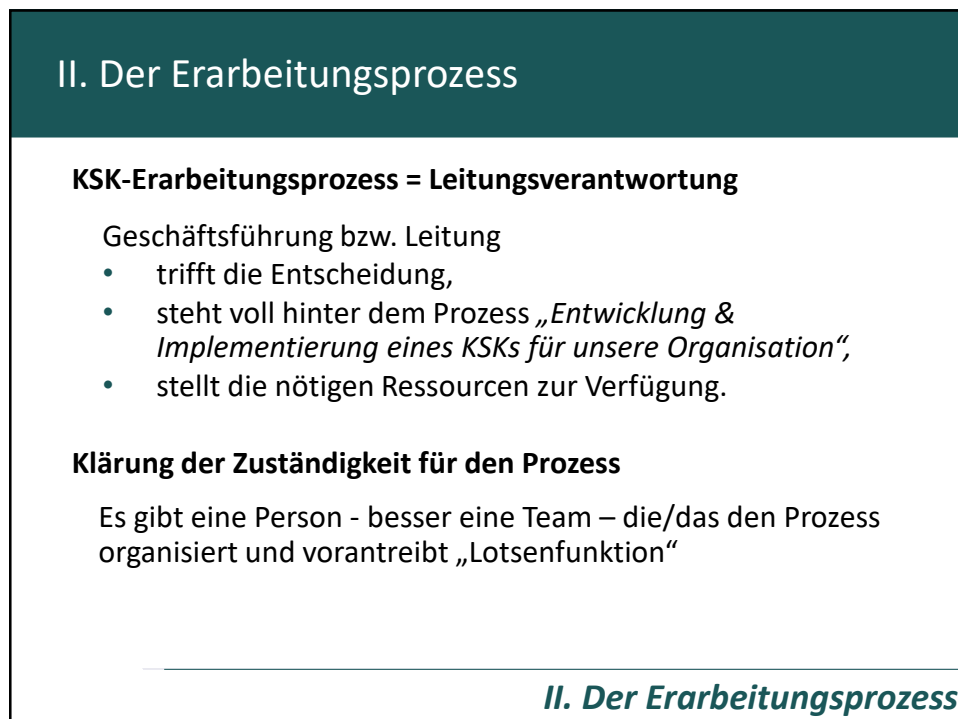 II. Der Erarbeitungsprozess
KSK-Erarbeitungsprozess = Leitungsverantwortung
Geschäftsführung bzw. Leitung
• trifft die Entscheidung,
• steht voll hinter dem Prozess „Entwicklung &
Implementierung eines KSKs für unsere Organisation“,
• stellt die nötigen Ressourcen zur Verfügung.
Klärung der Zuständigkeit für den Prozess
Es gibt eine Person - besser eine Team – die/das den Prozess
organisiert und vorantreibt „Lotsenfunktion“
II. Der Erarbeitungsprozess